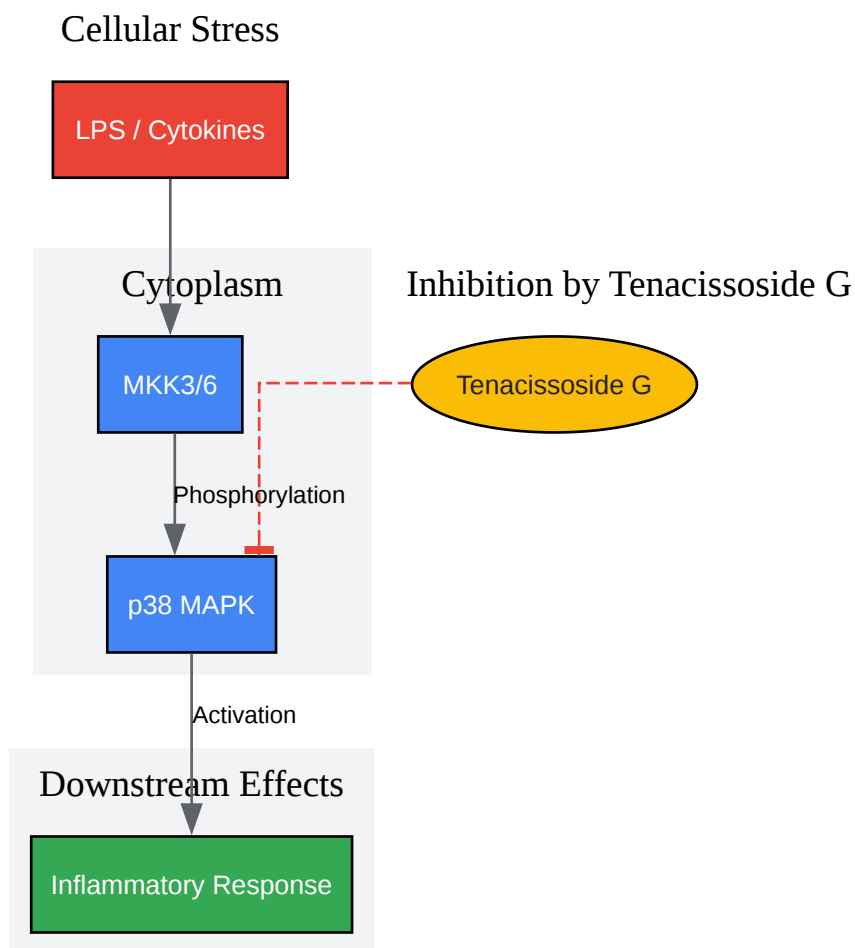 Cellular Stress
LPS / Cytokines
Cytoplasm
Inhibition by Tenacissoside G
MKK3/6
Tenacissoside G
Phosphorylation
p38 MAPK
Activation
Downstream Effects
Inflammatory Response